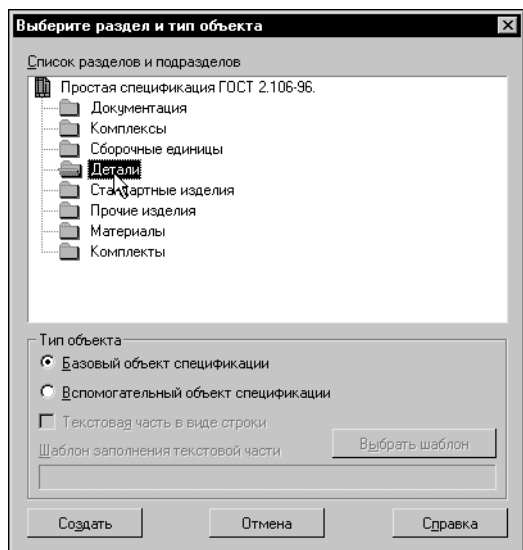 Выберите раздел и тип объекта
Список разделов и подразделов
Простая спецификация ГОСТ 2.106-96.
Документация
Комплексы
Сборочные единицы
Детали
Стандартные изделия
Прочие изделия
Материалы
Комплекты
Тип объекта
Базовый объект спецификации
Вспомогательный объект спецификации
Текстовая часть в виде строки
Шаблон заполнения текстовой части
Выбрать шаблон
Создать Отмена Справка